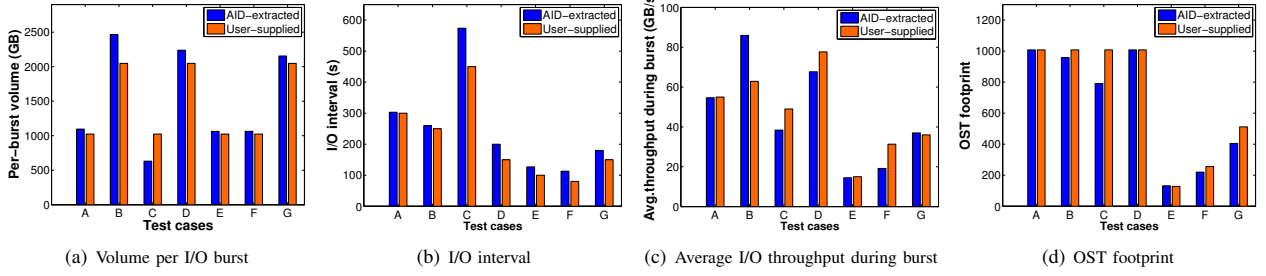 Per-burst volume (GB)
2500
2000
1500
1000
500
0
AID-extracted
User-supplied
A B C D E F G
Test cases
(a) Volume per I/O burst
I/O interval (s)
600
500
400
300
200
100
0
AID-extracted
User-supplied
A B C D E F G
Test cases
(b) I/O interval
Avg.throughput during burst (GB/s
100
80
60
40
20
0
AID-extracted
User-supplied
A B C D E F G
Test cases
(c) Average I/O throughput during burst
OST footprint
1200
1000
800
600
400
200
0
AID-extracted
User-supplied
A B C D E F G
Test cases
(d) OST footprint